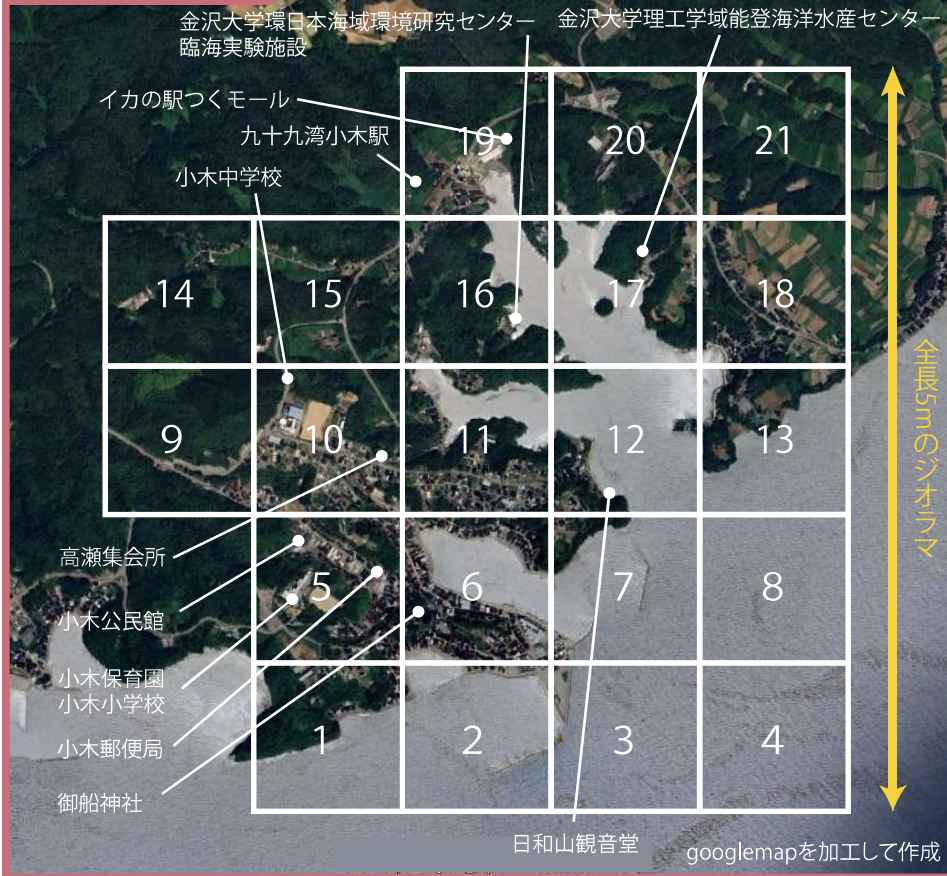 金沢大学環日本海域環境研究センター
臨海実験施設
金沢大学理工学域能登海洋水産センター
イカの駅つくモール
九十九湾小木駅
小木中学校
19
20
21
14
15
16
17
18
9
10
11
12
13
全長5mのジオラマ
高瀬集会所
5
6
7
8
小木公民館
小木保育園
小木小学校
1
2
3
4
小木郵便局
御船神社
日和山観音堂
googlemapを加工して作成